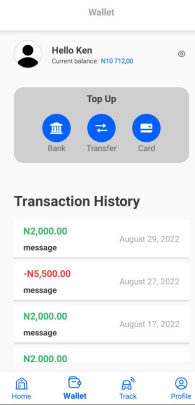 Wallet
Hello Ken
Current balance: N10 712,00
Top Up
Bank Transfer Card
Transaction History
N2,000.00
message
August 29, 2022
-N5,500.00
message
August 27, 2022
N2,000.00
message
August 17, 2022
N2.000.00
Home Wallet Track Profile